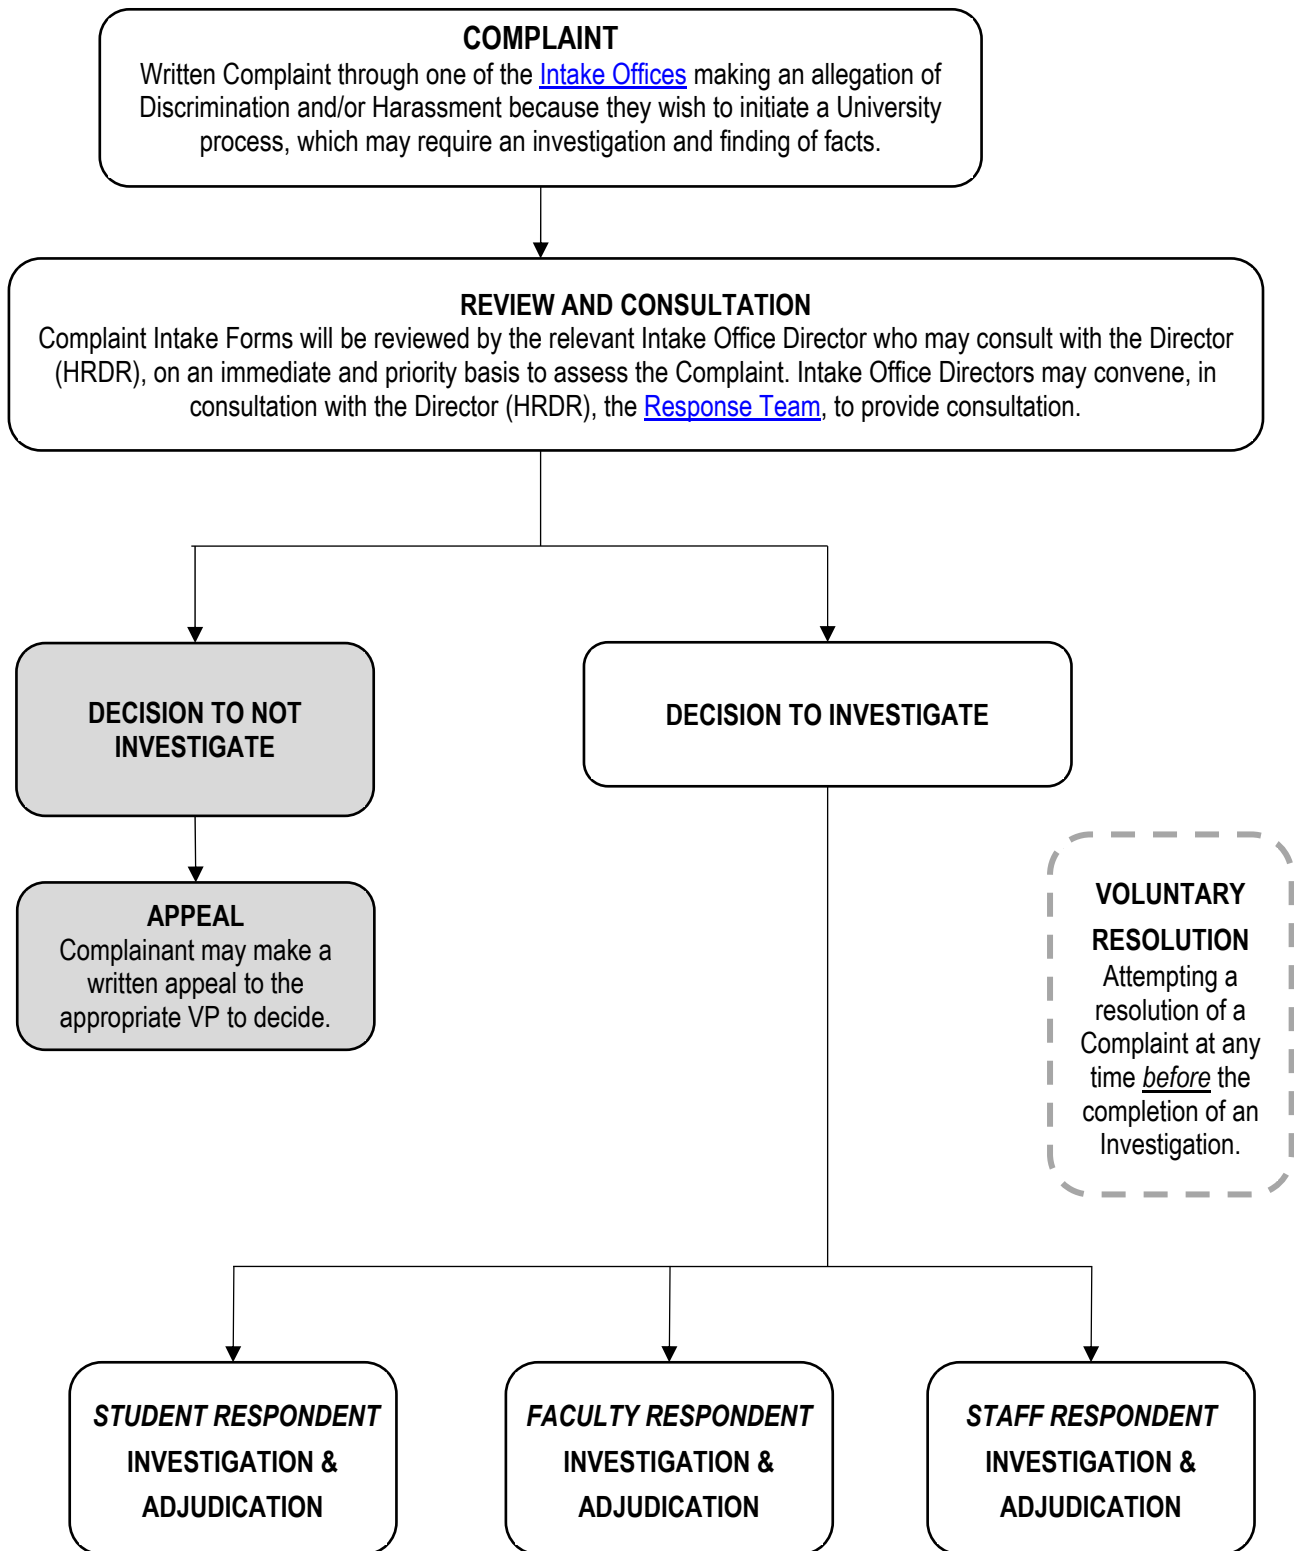 COMPLAINT
Written Complaint through one of the Intake Offices making an allegation of
Discrimination and/or Harassment because they wish to initiate a University
process, which may require an investigation and finding of facts.
REVIEW AND CONSULTATION
Complaint Intake Forms will be reviewed by the relevant Intake Office Director who may consult with the Director
(HRDR), on an immediate and priority basis to assess the Complaint. Intake Office Directors may convene, in
consultation with the Director (HRDR), the Response Team, to provide consultation.
DECISION TO NOT
INVESTIGATE
DECISION TO INVESTIGATE
APPEAL
Complainant may make a
written appeal to the
appropriate VP to decide.
VOLUNTARY
RESOLUTION
Attempting a
resolution of a
Complaint at any
time before the
completion of an
Investigation.
STUDENT RESPONDENT
INVESTIGATION &
ADJUDICATION
FACULTY RESPONDENT
INVESTIGATION &
ADJUDICATION
STAFF RESPONDENT
INVESTIGATION &
ADJUDICATION